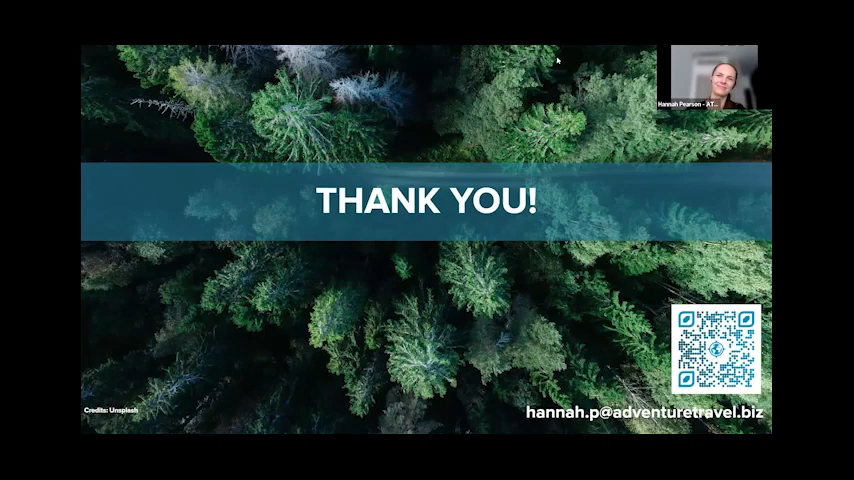 Hannah Pearson - AT...
THANK YOU!
Credits: Unsplash
hannah.p@adventuretravel.biz